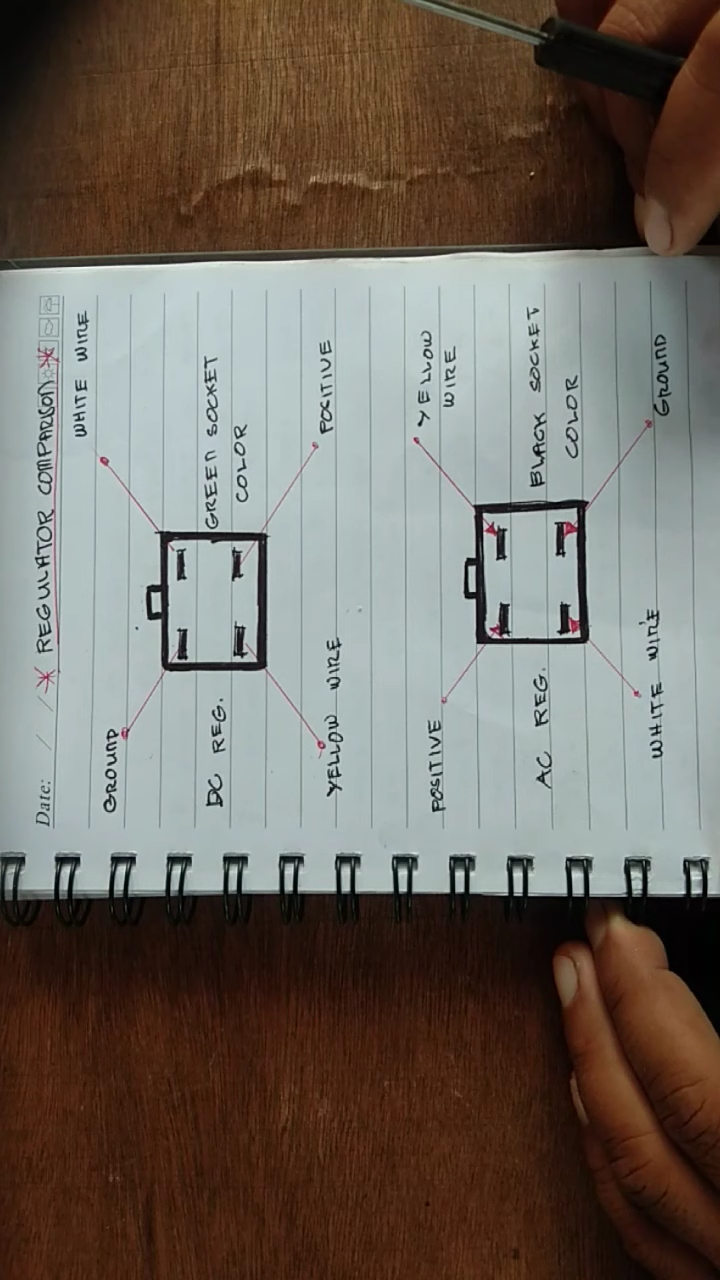 Date: / / * REGULATOR COMPARISON *
GROUND
WHITE WIRE
DC REG.
GREEN SOCKET
COLOR
YELLOW WIRE
POSITIVE
POSITIVE
YELLOW
WIRE
AC REG.
BLACK SOCKET
COLOR
WHITE WIRE
GROUND